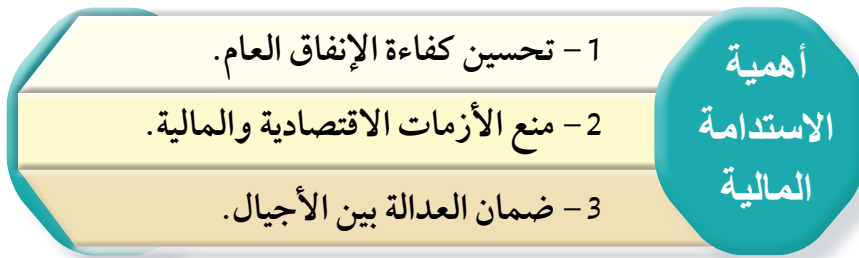 أهمية
الاستدامة
المالية
1- تحسين كفاءة الإنفاق العام.
2- منع الأزمات الاقتصادية والمالية.
3- ضمان العدالة بين الأجيال.